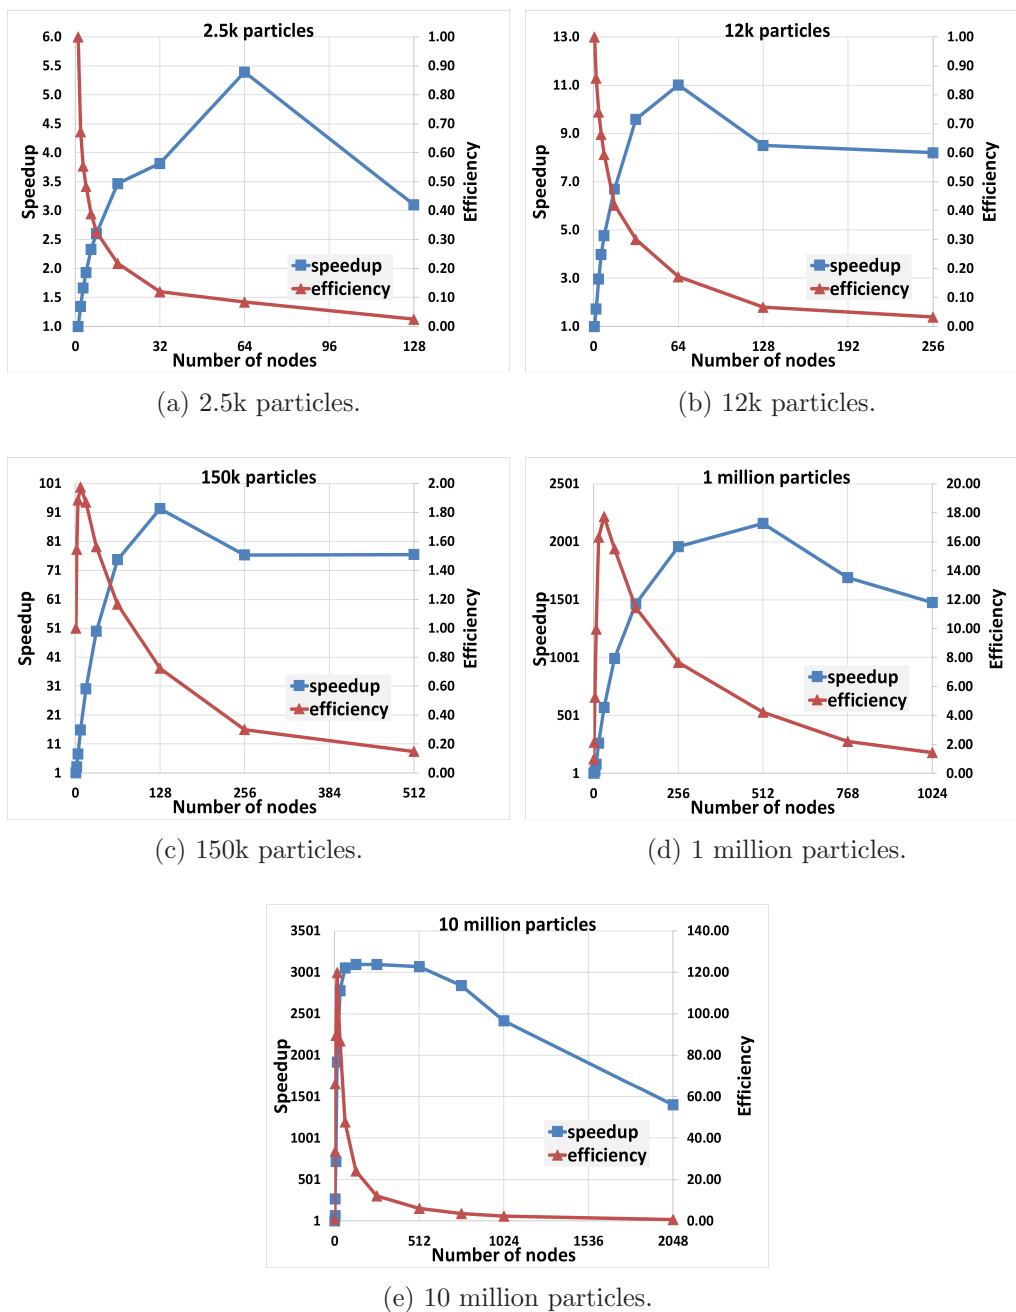 2.5k particles
6.0
5.5
5.0
4.5
4.0
3.5
3.0
2.5
2.0
1.5
1.0
1.00
0.90
0.80
0.70
0.60
0.50
0.40
0.30
0.20
0.10
0.00
Speedup
Efficiency
speedup
efficiency
0 32 64 96 128
Number of nodes
(a) 2.5k particles.
12k particles
13.0
11.0
9.0
7.0
5.0
3.0
1.0
1.00
0.90
0.80
0.70
0.60
0.50
0.40
0.30
0.20
0.10
0.00
Speedup
Efficiency
speedup
efficiency
0 64 128 192 256
Number of nodes
(b) 12k particles.
150k particles
101
91
81
71
61
51
41
31
21
11
1
2.00
1.80
1.60
1.40
1.20
1.00
0.80
0.60
0.40
0.20
0.00
Speedup
Efficiency
speedup
efficiency
0 128 256 384 512
Number of nodes
(c) 150k particles.
1 million particles
2501
2001
1501
1001
501
1
20.00
18.00
16.00
14.00
12.00
10.00
8.00
6.00
4.00
2.00
0.00
Speedup
Efficiency
speedup
efficiency
0 256 512 768 1024
Number of nodes
(d) 1 million particles.
10 million particles
3501
3001
2501
2001
1501
1001
501
1
140.00
120.00
100.00
80.00
60.00
40.00
20.00
0.00
Speedup
Efficiency
speedup
efficiency
0 512 1024 1536 2048
Number of nodes
(e) 10 million particles.